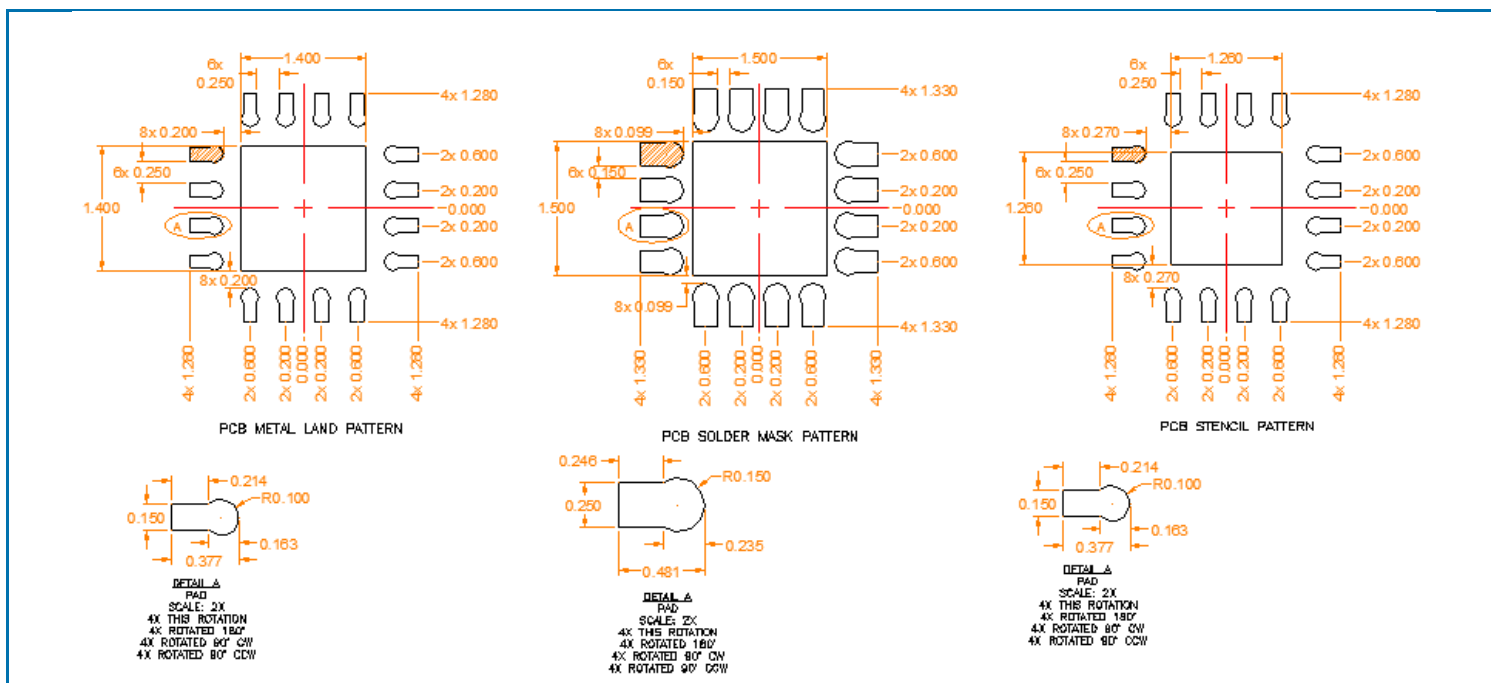 1.400
6x
0.250
4x 1.280
8x 0.200
2x 0.600
6x 0.250
2x 0.200
0.000
1.400
A
2x 0.200
2x 0.600
8x 0.200
4x 1.280
4x 1.280
2x 0.600
2x 0.200
0.000
2x 0.200
2x 0.600
4x 1.280
PCB METAL LAND PATTERN
0.214
R0.100
0.150
0.163
0.377
DETAIL A
PAD
SCALE: 2X
4X THIS ROTATION
4X ROTATED 180°
4X ROTATED 90° CW
4X ROTATED 90° CCW
1.500
6x
0.150
4x 1.330
8x 0.099
2x 0.600
6x 0.150
2x 0.200
0.000
1.500
A
2x 0.200
2x 0.600
8x 0.099
4x 1.330
4x 1.330
2x 0.600
2x 0.200
0.000
2x 0.200
2x 0.600
4x 1.330
PCB SOLDER MASK PATTERN
0.246
R0.150
0.250
0.235
0.481
DETAIL A
PAD
SCALE: 2X
4X THIS ROTATION
4X ROTATED 180°
4X ROTATED 90° CW
4X ROTATED 90° CCW
1.260
6x
0.250
4x 1.280
8x 0.270
2x 0.600
6x 0.250
2x 0.200
0.000
1.260
A
2x 0.200
2x 0.600
8x 0.270
4x 1.280
4x 1.280
2x 0.600
0.000
2x 0.200
2x 0.600
4x 1.280
PCB STENCIL PATTERN
0.214
R0.100
0.150
0.163
0.377
DETAIL A
PAD
SCALE: 2X
4X THIS ROTATION
4X ROTATED 180°
4X ROTATED 90° CW
4X ROTATED 90° CCW